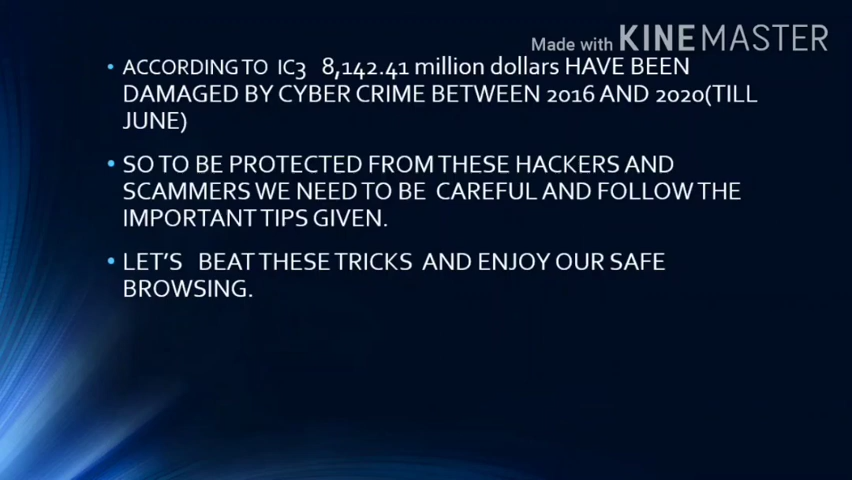 Made with KINEMASTER
• ACCORDING TO IC3 8,142.41 million dollars HAVE BEEN
DAMAGED BY CYBER CRIME BETWEEN 2016 AND 2020(TILL
JUNE)
• SO TO BE PROTECTED FROM THESE HACKERS AND
SCAMMERS WE NEED TO BE CAREFUL AND FOLLOW THE
IMPORTANT TIPS GIVEN.
• LET'S BEAT THESE TRICKS AND ENJOY OUR SAFE
BROWSING.